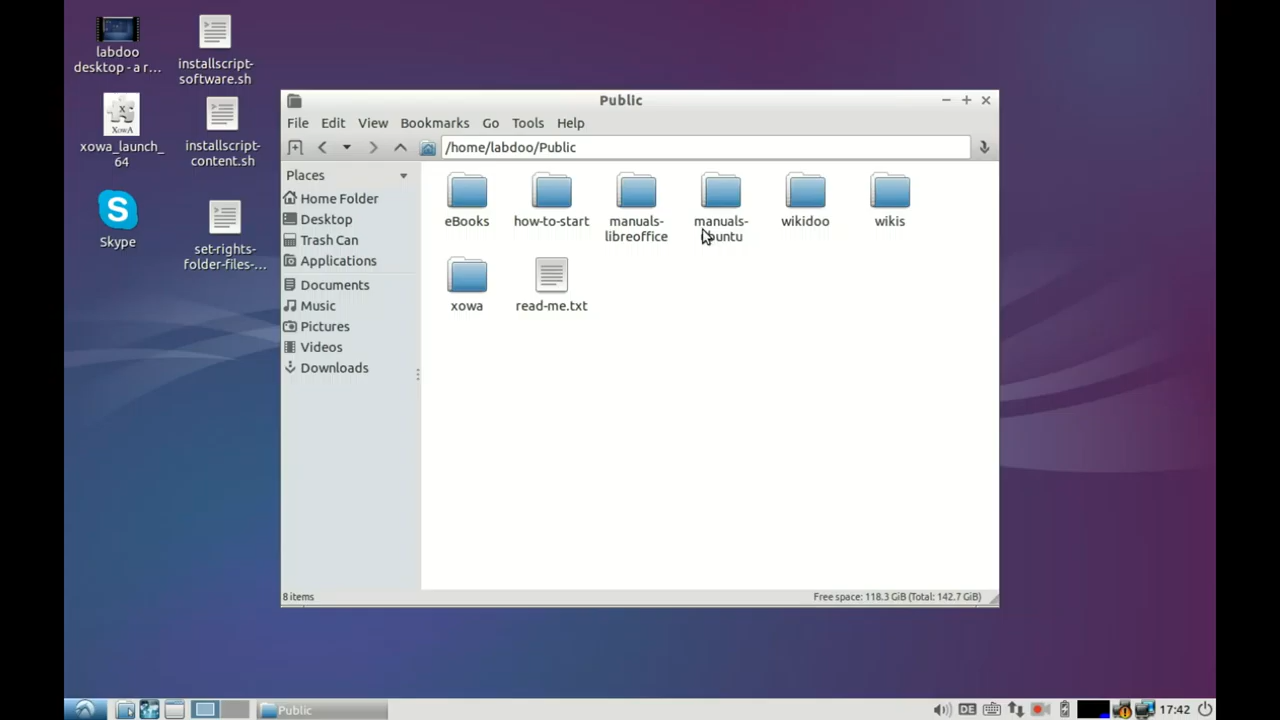 labdoo
desktop - a r...
installscript-
software.sh
XOWA
xowa_launch_
64
installscript-
content.sh
Skype
set-rights-
folder-files-...
Public
File Edit View Bookmarks Go Tools Help
/home/labdoo/Public
Places
Home Folder
Desktop
Trash Can
Applications
Documents
Music
Pictures
Videos
Downloads
eBooks
how-to-start
manuals-
libreoffice
manuals-
wikidoo
wikis
xowa
read-me.txt
8 items
Free space: 118.3 GiB (Total: 142.7 GiB)
Public
DE
17:42